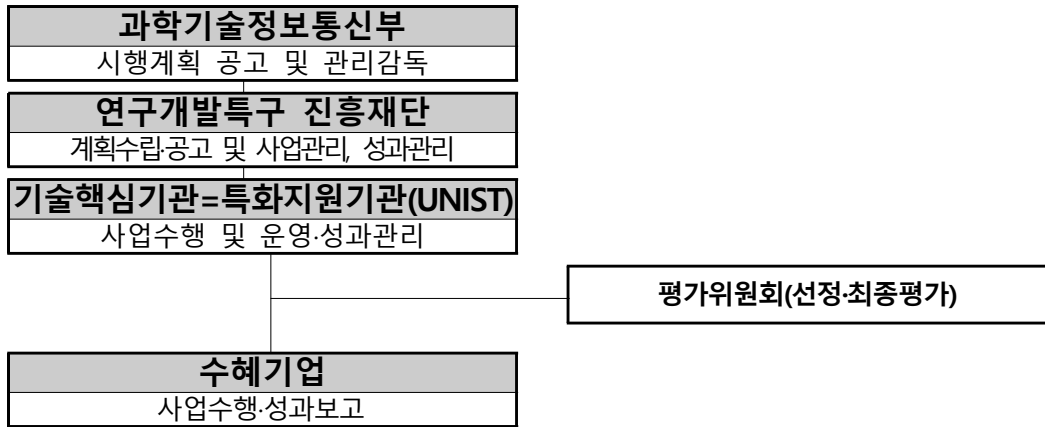 과학기술정보통신부
시행계획 공고 및 관리감독
연구개발특구 진흥재단
계획수립·공고 및 사업관리, 성과관리
기술핵심기관=특화지원기관(UNIST)
사업수행 및 운영·성과관리
평가위원회(선정·최종평가)
수혜기업
사업수행·성과보고